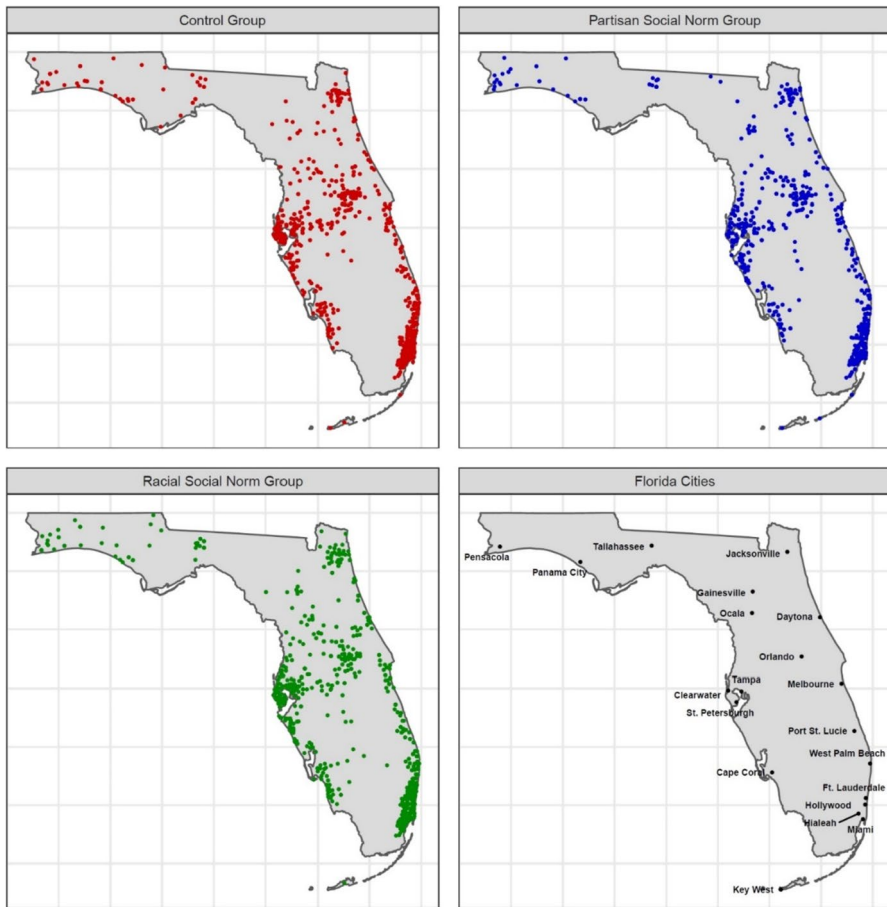 Control Group
Partisan Social Norm Group
Racial Social Norm Group
Florida Cities
Pensacola
Tallahassee
Jacksonville
Panama City
Gainesville
Ocala
Daytona
Orlando
Tampa
Clearwater
Melbourne
St. Petersburgh
Port St. Lucie
West Palm Beach
Cape Coral
Ft. Lauderdale
Hollywood
Hialeah
Miami
Key West